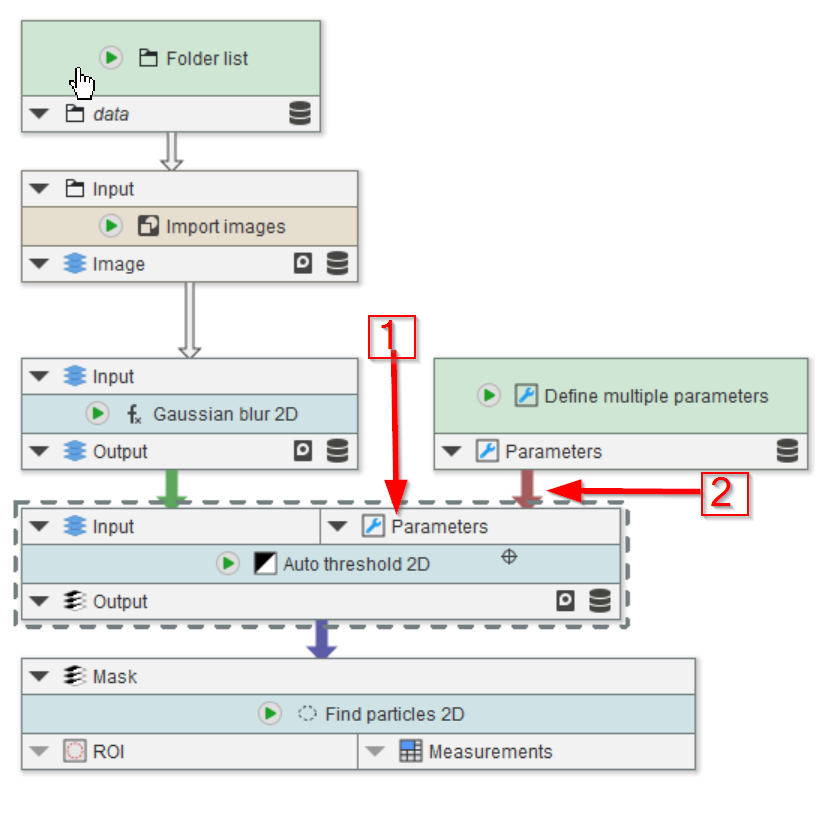 Folder list
data
Input
Import images
Image
1
Input
Gaussian blur 2D
Output
Define multiple parameters
Parameters
2
Input
Parameters
Auto threshold 2D
Output
Mask
Find particles 2D
ROI
Measurements